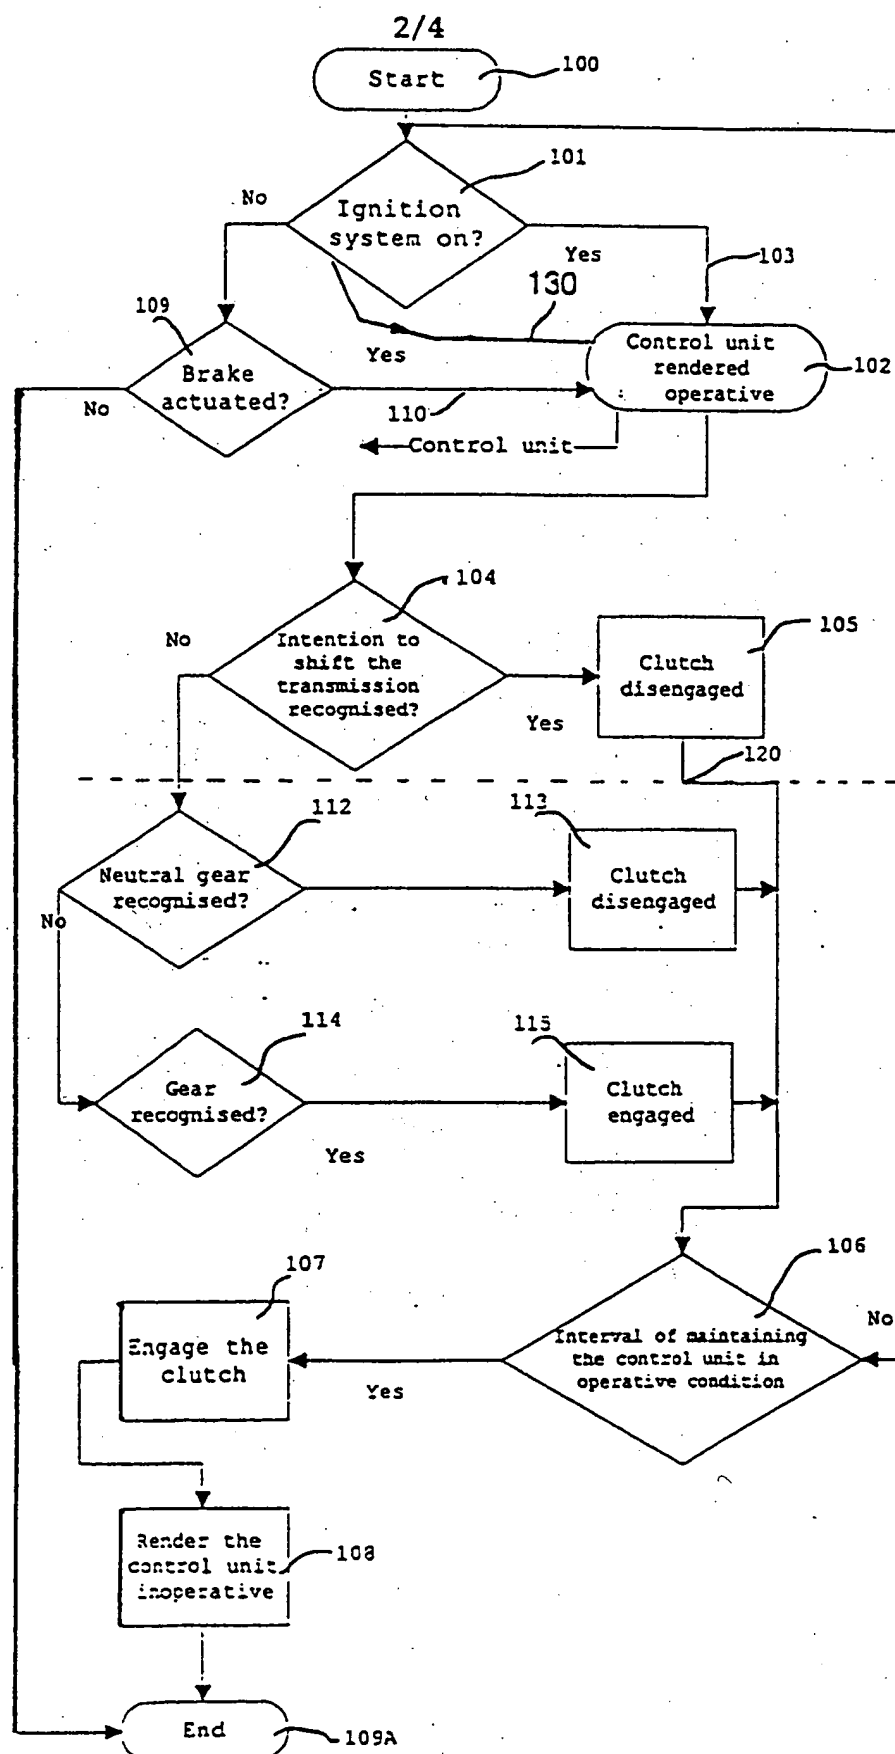 2/4
Start
100
101
No
Ignition
system on?
Yes
103
130
109
Yes
Control unit
rendered
operative
102
Brake
actuated?
No
110
Control unit
104
No
Intention to
shift the
transmission
recognised?
Yes
Clutch
disengaged
105
120
112
Neutral gear
recognised?
No
113
Clutch
disengaged
114
Gear
recognised?
Yes
115
Clutch
engaged
106
No
Interval of maintaining
the control unit in
operative condition
Yes
107
Engage the
clutch
Render the
control unit
inoperative
108
End
109A